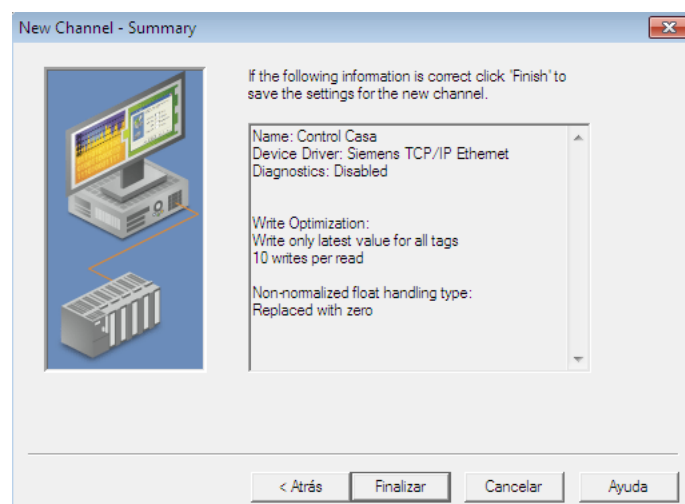 New Channel - Summary
If the following information is correct click 'Finish' to
save the settings for the new channel.
Name: Control Casa
Device Driver: Siemens TCP/IP Ethernet
Diagnostics: Disabled
Write Optimization:
Write only latest value for all tags
10 writes per read
Non-normalized float handling type:
Replaced with zero
< Atrás
Finalizar
Cancelar
Ayuda